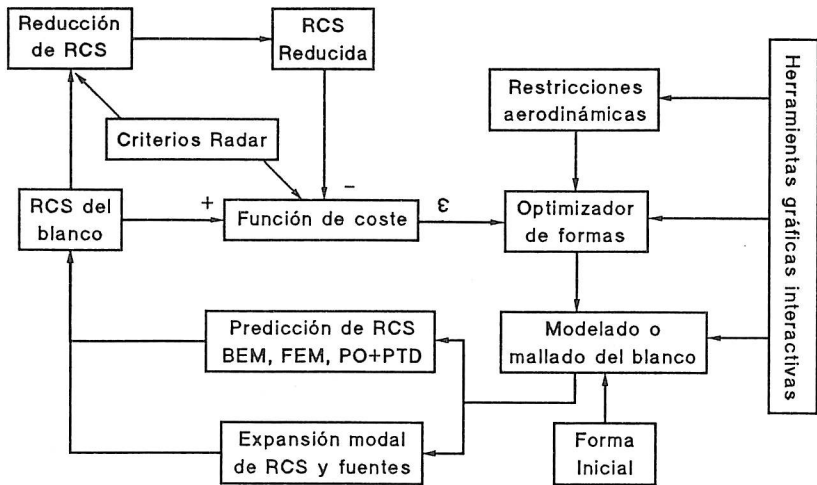 Reducción
de RCS
RCS
Reducida
Restricciones
aerodinámicas
Herramientas gráficas interactivas
Criterios Radar
RCS del
blanco
+
−
Función de coste
ε
Optimizador
de formas
Predicción de RCS
BEM, FEM, PO+PTD
Modelado o
mallado del blanco
Expansión modal
de RCS y fuentes
Forma
Inicial